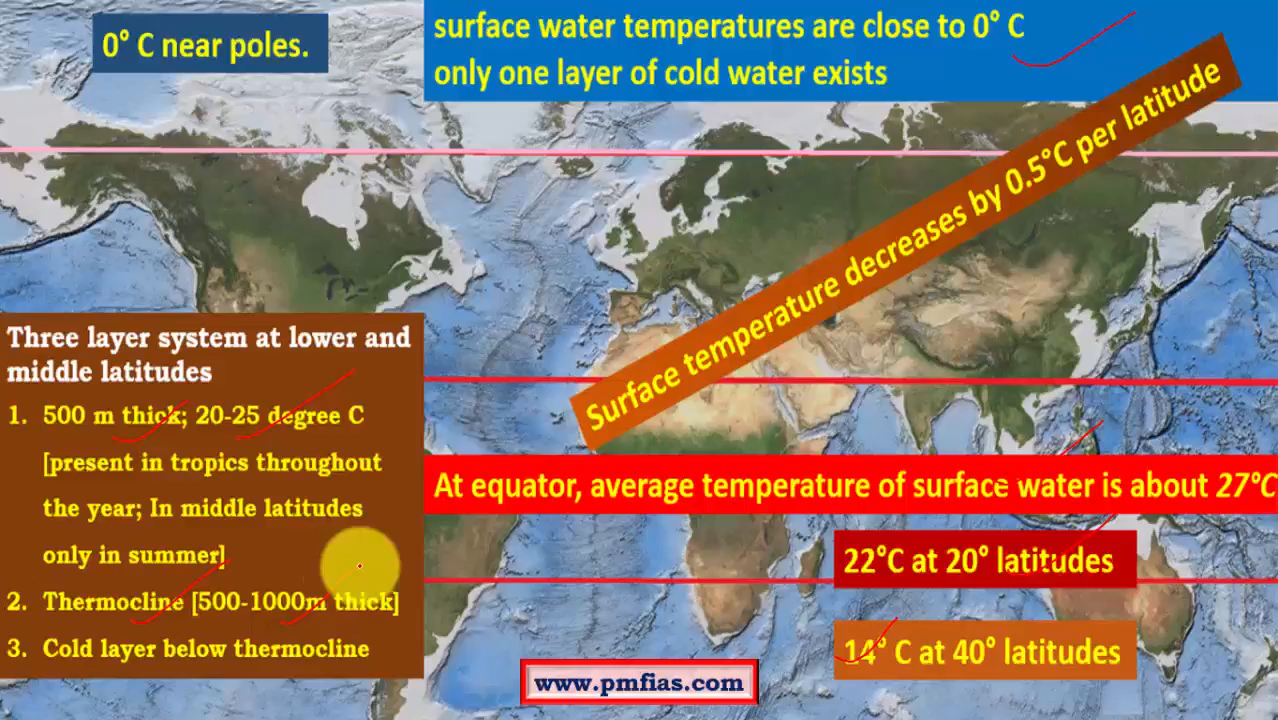 0° C near poles.
surface water temperatures are close to 0° C
only one layer of cold water exists
Surface temperature decreases by 0.5°C per latitude
Three layer system at lower and
middle latitudes
1. 500 m thick; 20-25 degree C
[present in tropics throughout
the year; In middle latitudes
only in summer]
2. Thermocline [500-1000m thick]
3. Cold layer below thermocline
At equator, average temperature of surface water is about 27°C
22°C at 20° latitudes
14° C at 40° latitudes
www.pmfias.com